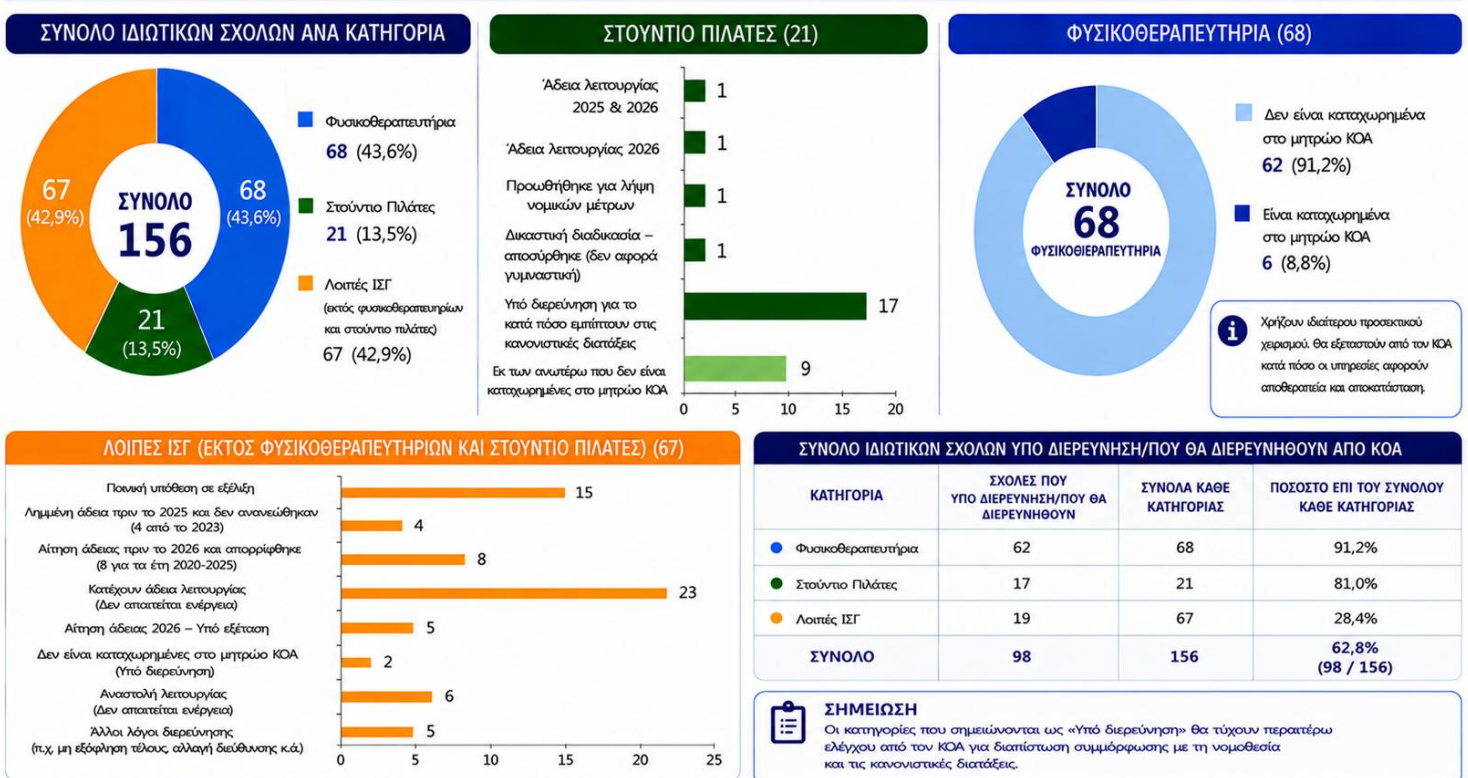 ΣΥΝΟΛΟ ΙΔΙΩΤΙΚΩΝ ΣΧΟΛΩΝ ΑΝΑ ΚΑΤΗΓΟΡΙΑ
67
(42,9%)
68
(43,6%)
21
(13,5%)
ΣΥΝΟΛΟ
156
Φυσικοθεραπευτήρια
68 (43,6%)
Στούντιο Πιλάτες
21 (13,5%)
Λοιπές ΙΣΓ
(εκτός φυσικοθεραπευηρίων
και στούντιο πιλάτες)
67 (42,9%)
ΣΤΟΥΝΤΙΟ ΠΙΛΑΤΕΣ (21)
Άδεια λειτουργίας
2025 & 2026
1
Άδεια λειτουργίας 2026
1
Προωθήθηκε για λήψη
νομικών μέτρων
1
Δικαστική διαδικασία –
αποσύρθηκε (δεν αφορά
γυμναστική)
1
Υπό διερεύνηση για το
κατά πόσο εμπίπτουν στις
κανονιστικές διατάξεις
17
Εκ των ανωτέρω που δεν είναι
καταχωρημένες στο μητρώο ΚΟΑ
9
0 5 10 15 20
ΦΥΣΙΚΟΘΕΡΑΠΕΥΤΗΡΙΑ (68)
ΣΥΝΟΛΟ
68
ΦΥΣΙΚΟΘΙΕΡΑΠΕΥΤΗΡΙΑ
Δεν είναι καταχωρημένα
στο μητρώο ΚΟΑ
62 (91,2%)
Είναι καταχωρημένα
στο μητρώο ΚΟΑ
6 (8,8%)
Χρήζουν ιδιαίτερου προσεκτικού
χειρισμού. Θα εξεταστούν από τον ΚΟΑ
κατά πόσο οι υπηρεσίες αφορούν
αποθεραπεία και αποκατάσταση.
ΛΟΙΠΕΣ ΙΣΓ (ΕΚΤΟΣ ΦΥΣΙΚΟΘΕΡΑΠΕΥΤΗΡΙΩΝ ΚΑΙ ΣΤΟΥΝΤΙΟ ΠΙΛΑΤΕΣ) (67)
Ποινική υπόθεση σε εξέλιξη
15
Λημμένη άδεια πριν το 2025 και δεν ανανεώθηκαν
(4 από το 2023)
4
Αίτηση άδειας πριν το 2026 και απορρίφθηκε
(8 για τα έτη 2020-2025)
8
Κατέχουν άδεια λειτουργίας
(Δεν απαιτείται ενέργεια)
23
Αίτηση άδειας 2026 – Υπό εξέταση
5
Δεν είναι καταχωρημένες στο μητρώο ΚΟΑ
(Υπό διερεύνηση)
2
Αναστολή λειτουργίας
(Δεν απαιτείται ενέργεια)
6
Άλλοι λόγοι διερεύνησης
(π.χ. μη εξόφληση τέλους, αλλαγή διεύθυνσης κ.ά.)
5
0 5 10 15 20 25
ΣΥΝΟΛΟ ΙΔΙΩΤΙΚΩΝ ΣΧΟΛΩΝ ΥΠΟ ΔΙΕΡΕΥΝΗΣΗ/ΠΟΥ ΘΑ ΔΙΕΡΕΥΝΗΘΟΥΝ ΑΠΟ ΚΟΑ
ΚΑΤΗΓΟΡΙΑ
ΣΧΟΛΕΣ ΠΟΥ
ΥΠΟ ΔΙΕΡΕΥΝΗΣΗ/ΠΟΥ ΘΑ
ΔΙΕΡΕΥΝΗΘΟΥΝ
ΣΥΝΟΛΑ ΚΑΘΕ
ΚΑΤΗΓΟΡΙΑΣ
ΠΟΣΟΣΤΟ ΕΠΙ ΤΟΥ ΣΥΝΟΛΟΥ
ΚΑΘΕ ΚΑΤΗΓΟΡΙΑΣ
Φυσικοθεραπευτήρια 62 68 91,2%
Στούντιο Πιλάτες 17 21 81,0%
Λοιπές ΙΣΓ 19 67 28,4%
ΣΥΝΟΛΟ 98 156 62,8%
(98 / 156)
ΣΗΜΕΙΩΣΗ
Οι κατηγορίες που σημειώνονται ως «Υπό διερεύνηση» θα τύχουν περαιτέρω
ελέγχου από τον ΚΟΑ για διαπίστωση συμμόρφωσης με τη νομοθεσία
και τις κανονιστικές διατάξεις.